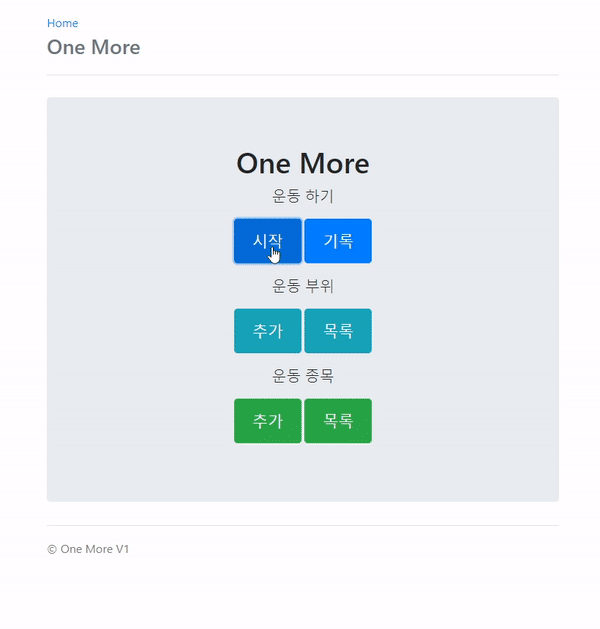 Home
One More
One More
운동 하기
시작 기록
운동 부위
추가 목록
운동 종목
추가 목록
© One More V1